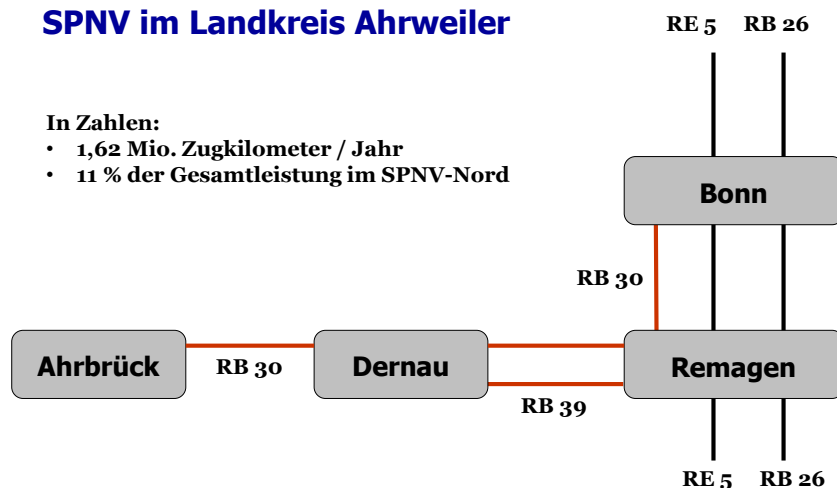 SPNV im Landkreis Ahrweiler
RE 5 RB 26
In Zahlen:
• 1,62 Mio. Zugkilometer / Jahr
• 11 % der Gesamtleistung im SPNV-Nord
Bonn
RB 30
Ahrbrück
RB 30
Dernau
RB 39
Remagen
RE 5 RB 26